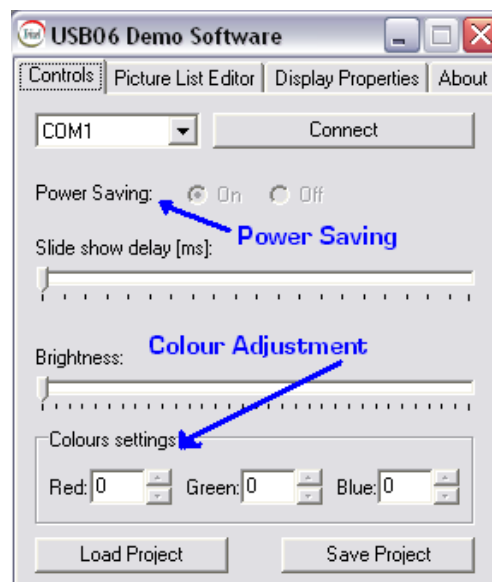 USB06 Demo Software
Controls Picture List Editor Display Properties About
COM1 Connect
Power Saving: On Off
Power Saving
Slide show delay [ms]:
Brightness:
Colour Adjustment
Colours settings
Red: 0 Green: 0 Blue: 0
Load Project Save Project